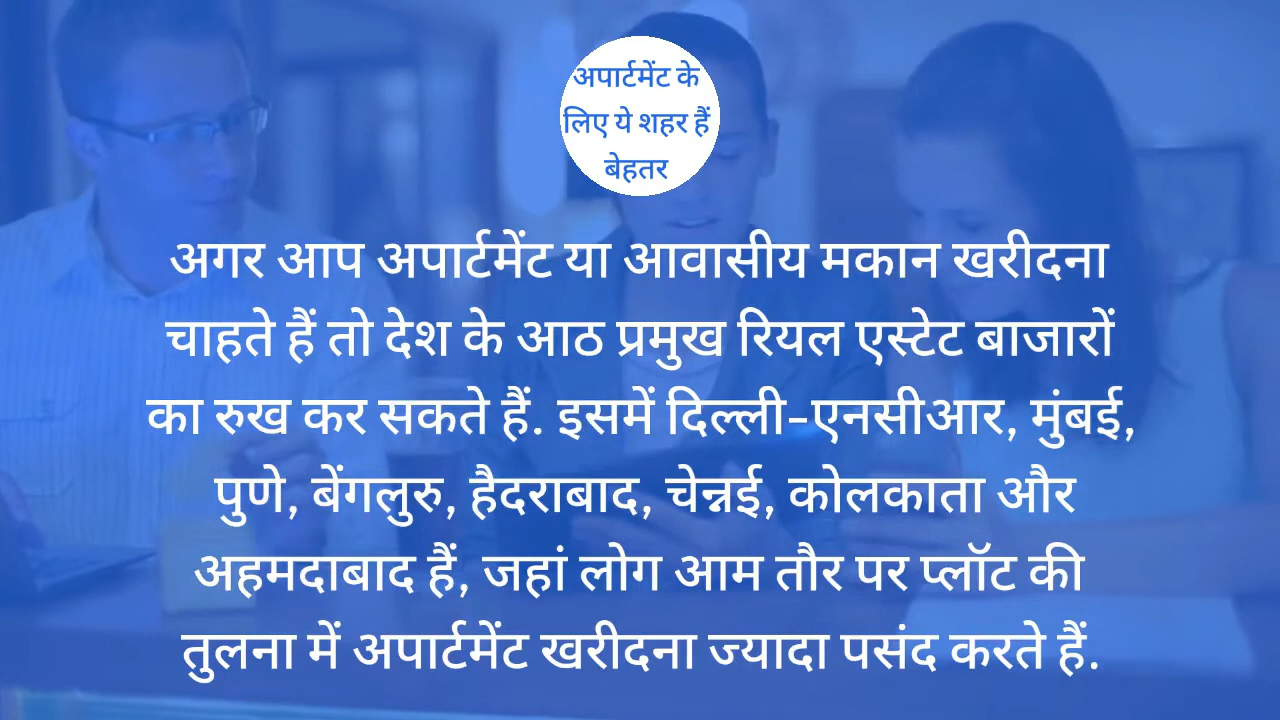 अपार्टमेंट के
लिए ये शहर हैं
बेहतर
अगर आप अपार्टमेंट या आवासीय मकान खरीदना
चाहते हैं तो देश के आठ प्रमुख रियल एस्टेट बाजारों
का रुख कर सकते हैं. इसमें दिल्ली-एनसीआर, मुंबई,
पुणे, बेंगलुरु, हैदराबाद, चेन्नई, कोलकाता और
अहमदाबाद हैं, जहां लोग आम तौर पर प्लॉट की
तुलना में अपार्टमेंट खरीदना ज्यादा पसंद करते हैं.